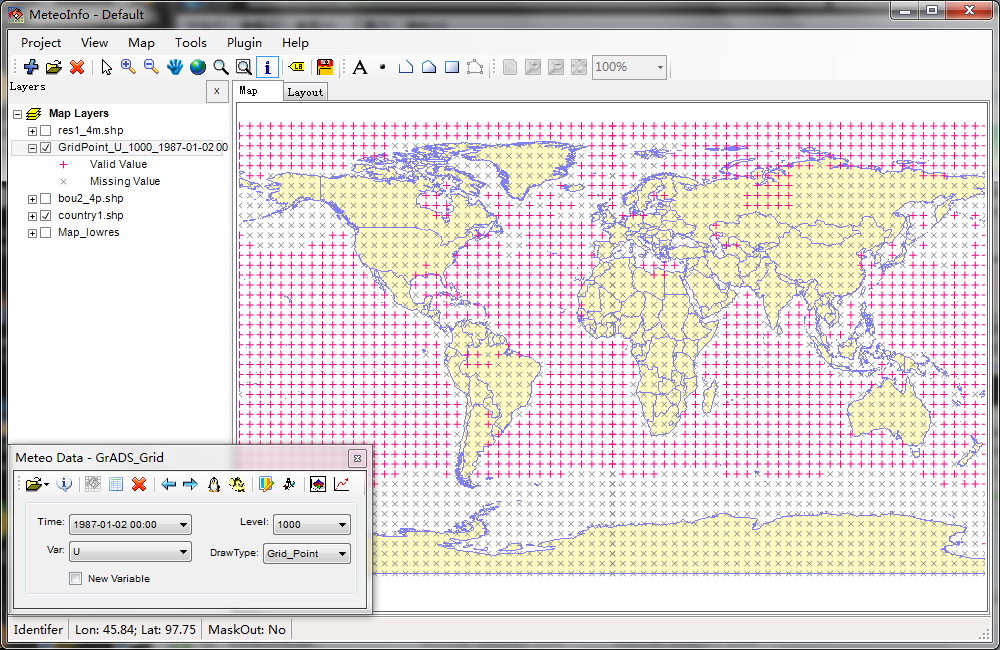 MeteoInfo - Default
Project View Map Tools Plugin Help
A LB i 100%
Layers x Map Layout
Map Layers
res1_4m.shp
GridPoint_U_1000_1987-01-02 00
Valid Value
Missing Value
bou2_4p.shp
country1.shp
Map_lowres
Meteo Data - GrADS_Grid
Time: 1987-01-02 00:00 Level: 1000
Var: U DrawType: Grid_Point
New Variable
Identifer Lon: 45.84; Lat: 97.75 MaskOut: No